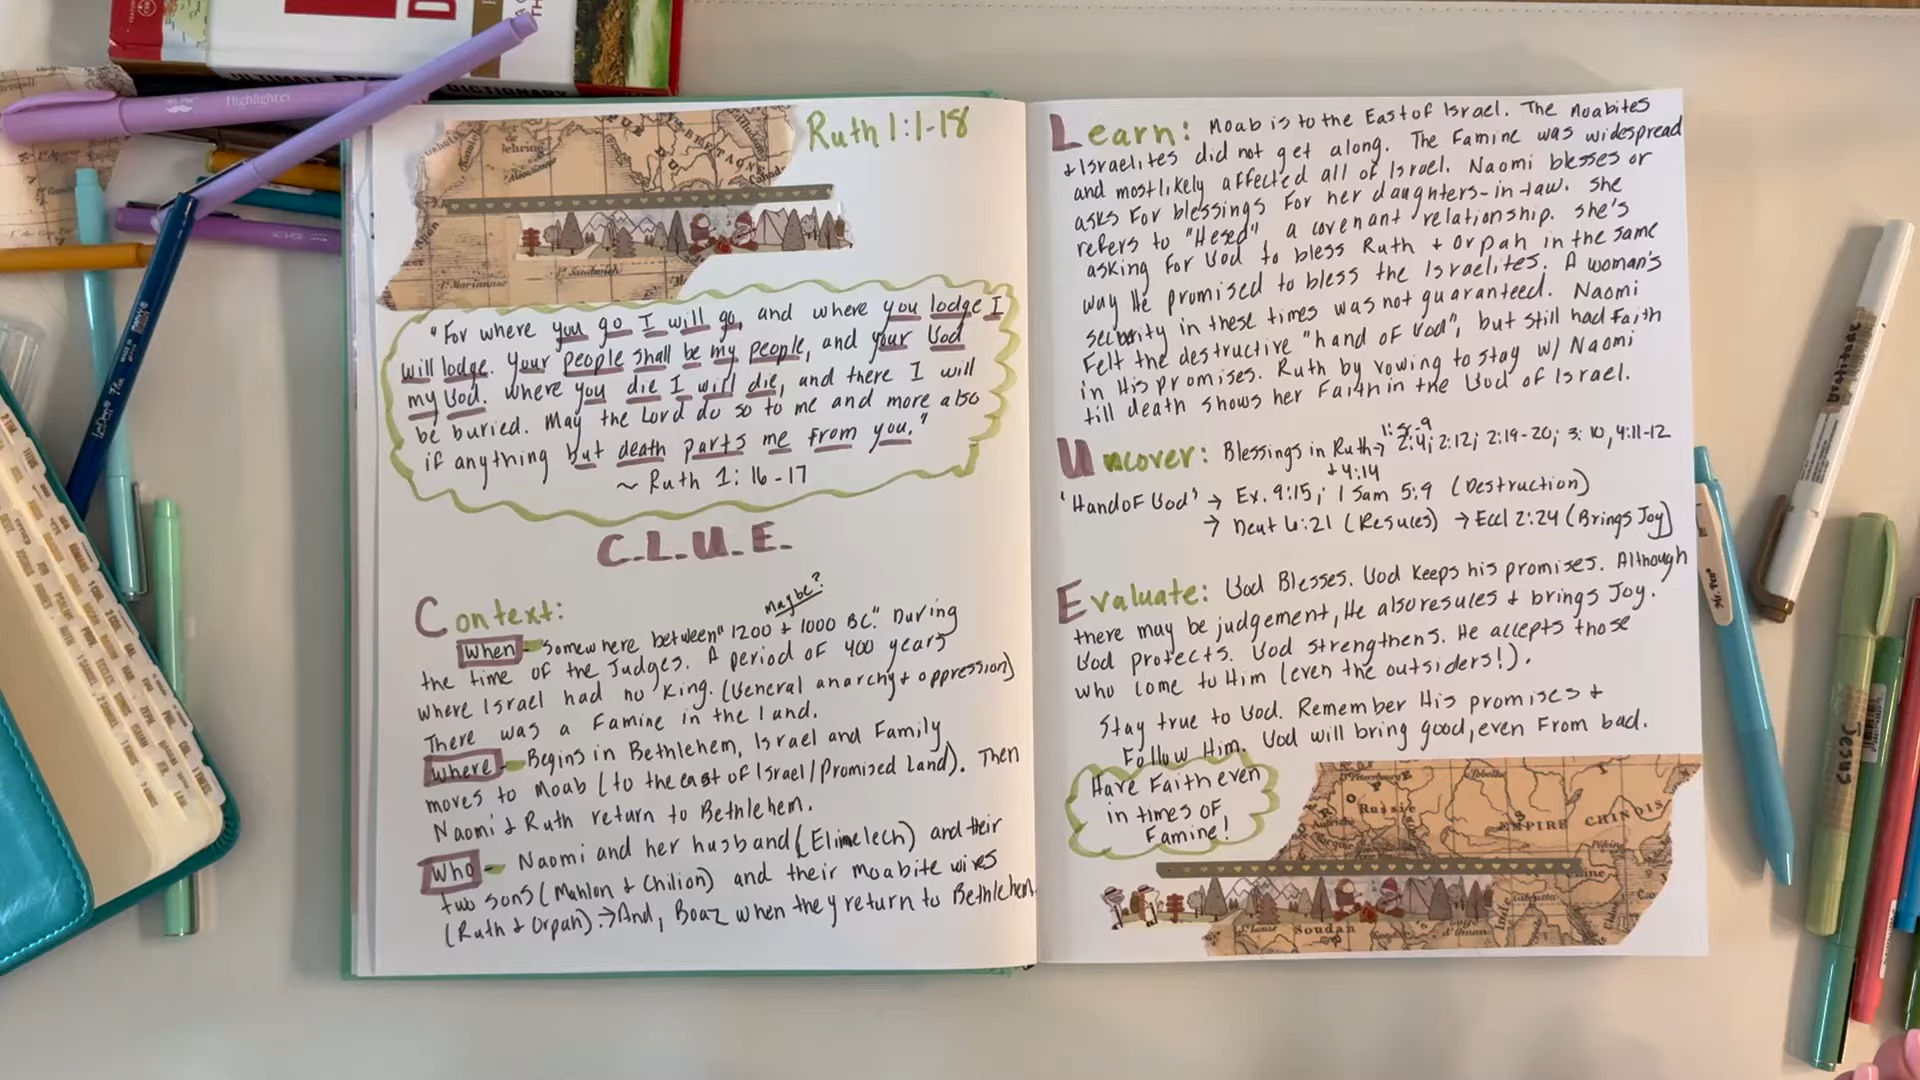 Highlighter
DICTIONARY
Ruth 1:1-18
"For where you go I will go, and where you lodge I
will lodge. Your people shall be my people, and your God
my God. Where you die I will die, and there I will
be buried. May the Lord do so to me and more also
if anything but death parts me from you."
~ Ruth 1:16-17
C.L.U.E.
Context:
Maybe?
When - Somewhere between "1200 + 1000 BC." During
the time of the Judges. A period of 400 years
where Israel had no King. (General anarchy + oppression)
There was a Famine in the land.
Where - Begins in Bethlehem, Israel and Family
moves to Moab (to the east of Israel/Promised Land). Then
Naomi + Ruth return to Bethlehem.
Who - Naomi and her husband (Elimelech) and their
two sons (Mahlon + Chilion) and their Moabite wives
(Ruth + Orpah). → And, Boaz when they return to Bethlehem
Learn: Moab is to the East of Israel. The Moabites
+ Israelites did not get along. The Famine was widespread
and most likely affected all of Israel. Naomi blesses or
asks for blessings for her daughters-in-law. She
refers to "Hesed" a covenant relationship. She's
asking for God to bless Ruth + Orpah in the same
way He promised to bless the Israelites. A woman's
security in these times was not guaranteed. Naomi
Felt the destructive "hand of God", but still had faith
in His promises. Ruth by vowing to stay w/ Naomi
till death shows her Faith in the God of Israel.
Uncover: Blessings in Ruth → 2:4; 2:12; 2:19-20; 3:10, 4:11-12
+ 4:14
'Hand of God' → Ex. 9:15; 1 Sam 5:9 (Destruction)
→ Deut 6:21 (Resues) → Eccl 2:24 (Brings Joy)
Evaluate: God Blesses. God keeps his promises. Although
there may be judgement, He also resues + brings Joy.
God protects. God strengthens. He accepts those
who come to Him (even the outsiders!).
Stay true to God. Remember His promises +
Follow Him. God will bring good, even From bad.
Have Faith even
in times of
Famine!
Russie
EMPIRE CHINOIS
Soudan
LePen
Mr. Pen
Jesus